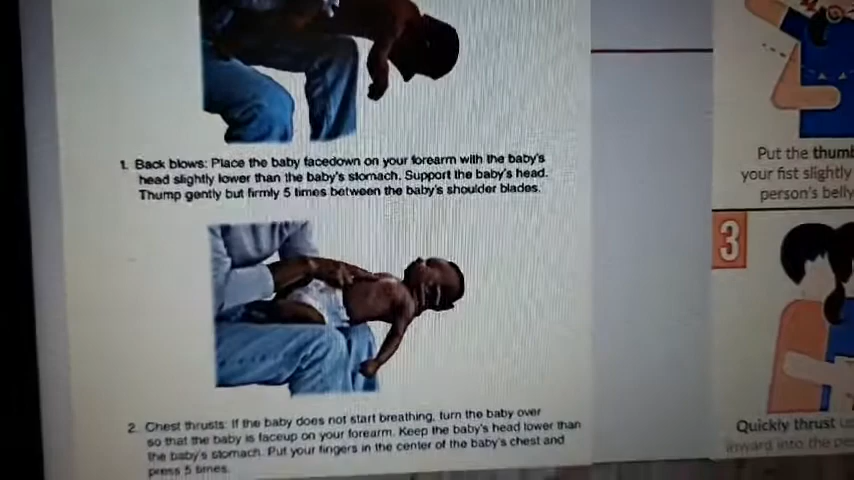 1. Back blows: Place the baby facedown on your forearm with the baby's
head slightly lower than the baby's stomach. Support the baby's head.
Thump gently but firmly 5 times between the baby's shoulder blades.
2. Chest thrusts: If the baby does not start breathing, turn the baby over
so that the baby is faceup on your forearm. Keep the baby's head lower than
the baby's stomach. Put your fingers in the center of the baby's chest and
press 5 times.
Put the thumb
your fist slightly
person's belly
3
Quickly thrust
inward into the